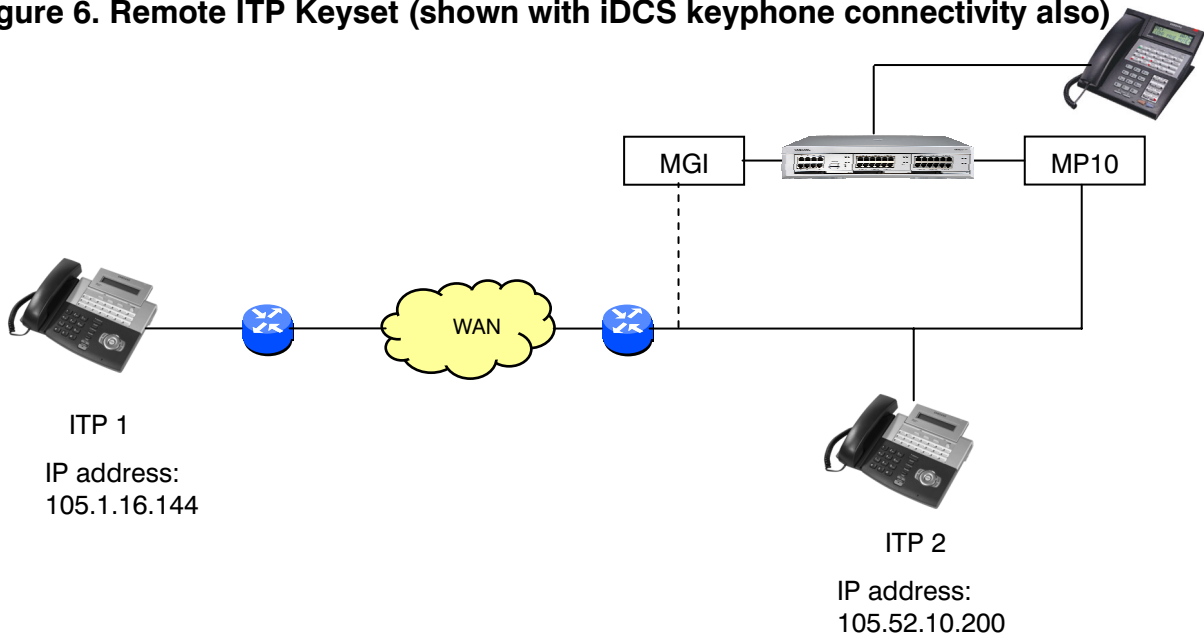 gure 6. Remote ITP Keyset (shown with iDCS keyphone connectivity also)
MGI
MP10
WAN
ITP 1
IP address:
105.1.16.144
ITP 2
IP address:
105.52.10.200